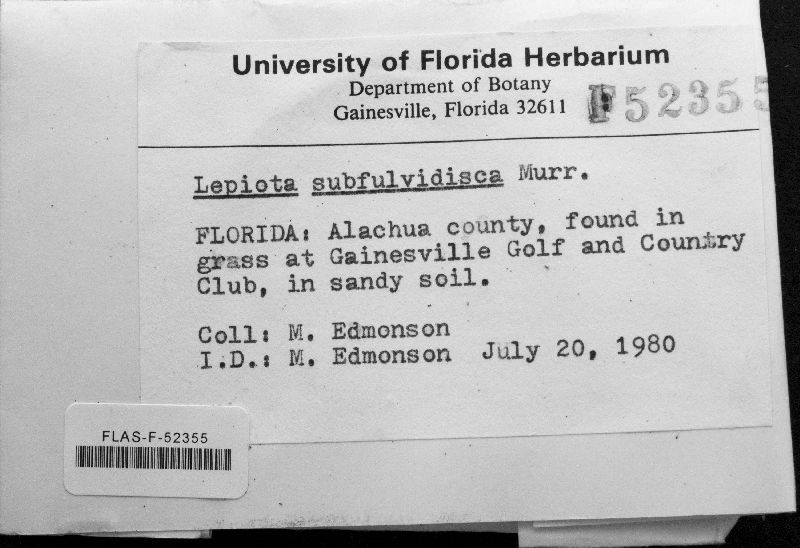 University of Florida Herbarium
Department of Botany
Gainesville, Florida 32611
F52355
Lepiota subfulvidisca Murr.
FLORIDA: Alachua county, found in
grass at Gainesville Golf and Country
Club, in sandy soil.
Coll: M. Edmonson
I.D.: M. Edmonson July 20, 1980
FLAS-F-52355